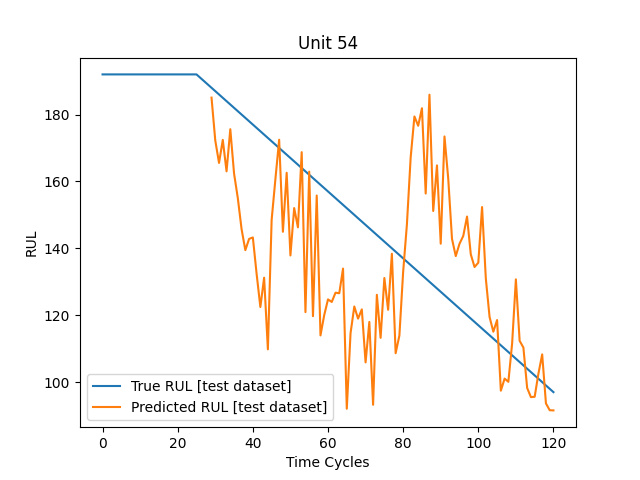 Unit 54
RUL
180
160
140
120
100
True RUL [test dataset]
Predicted RUL [test dataset]
0 20 40 60 80 100 120
Time Cycles